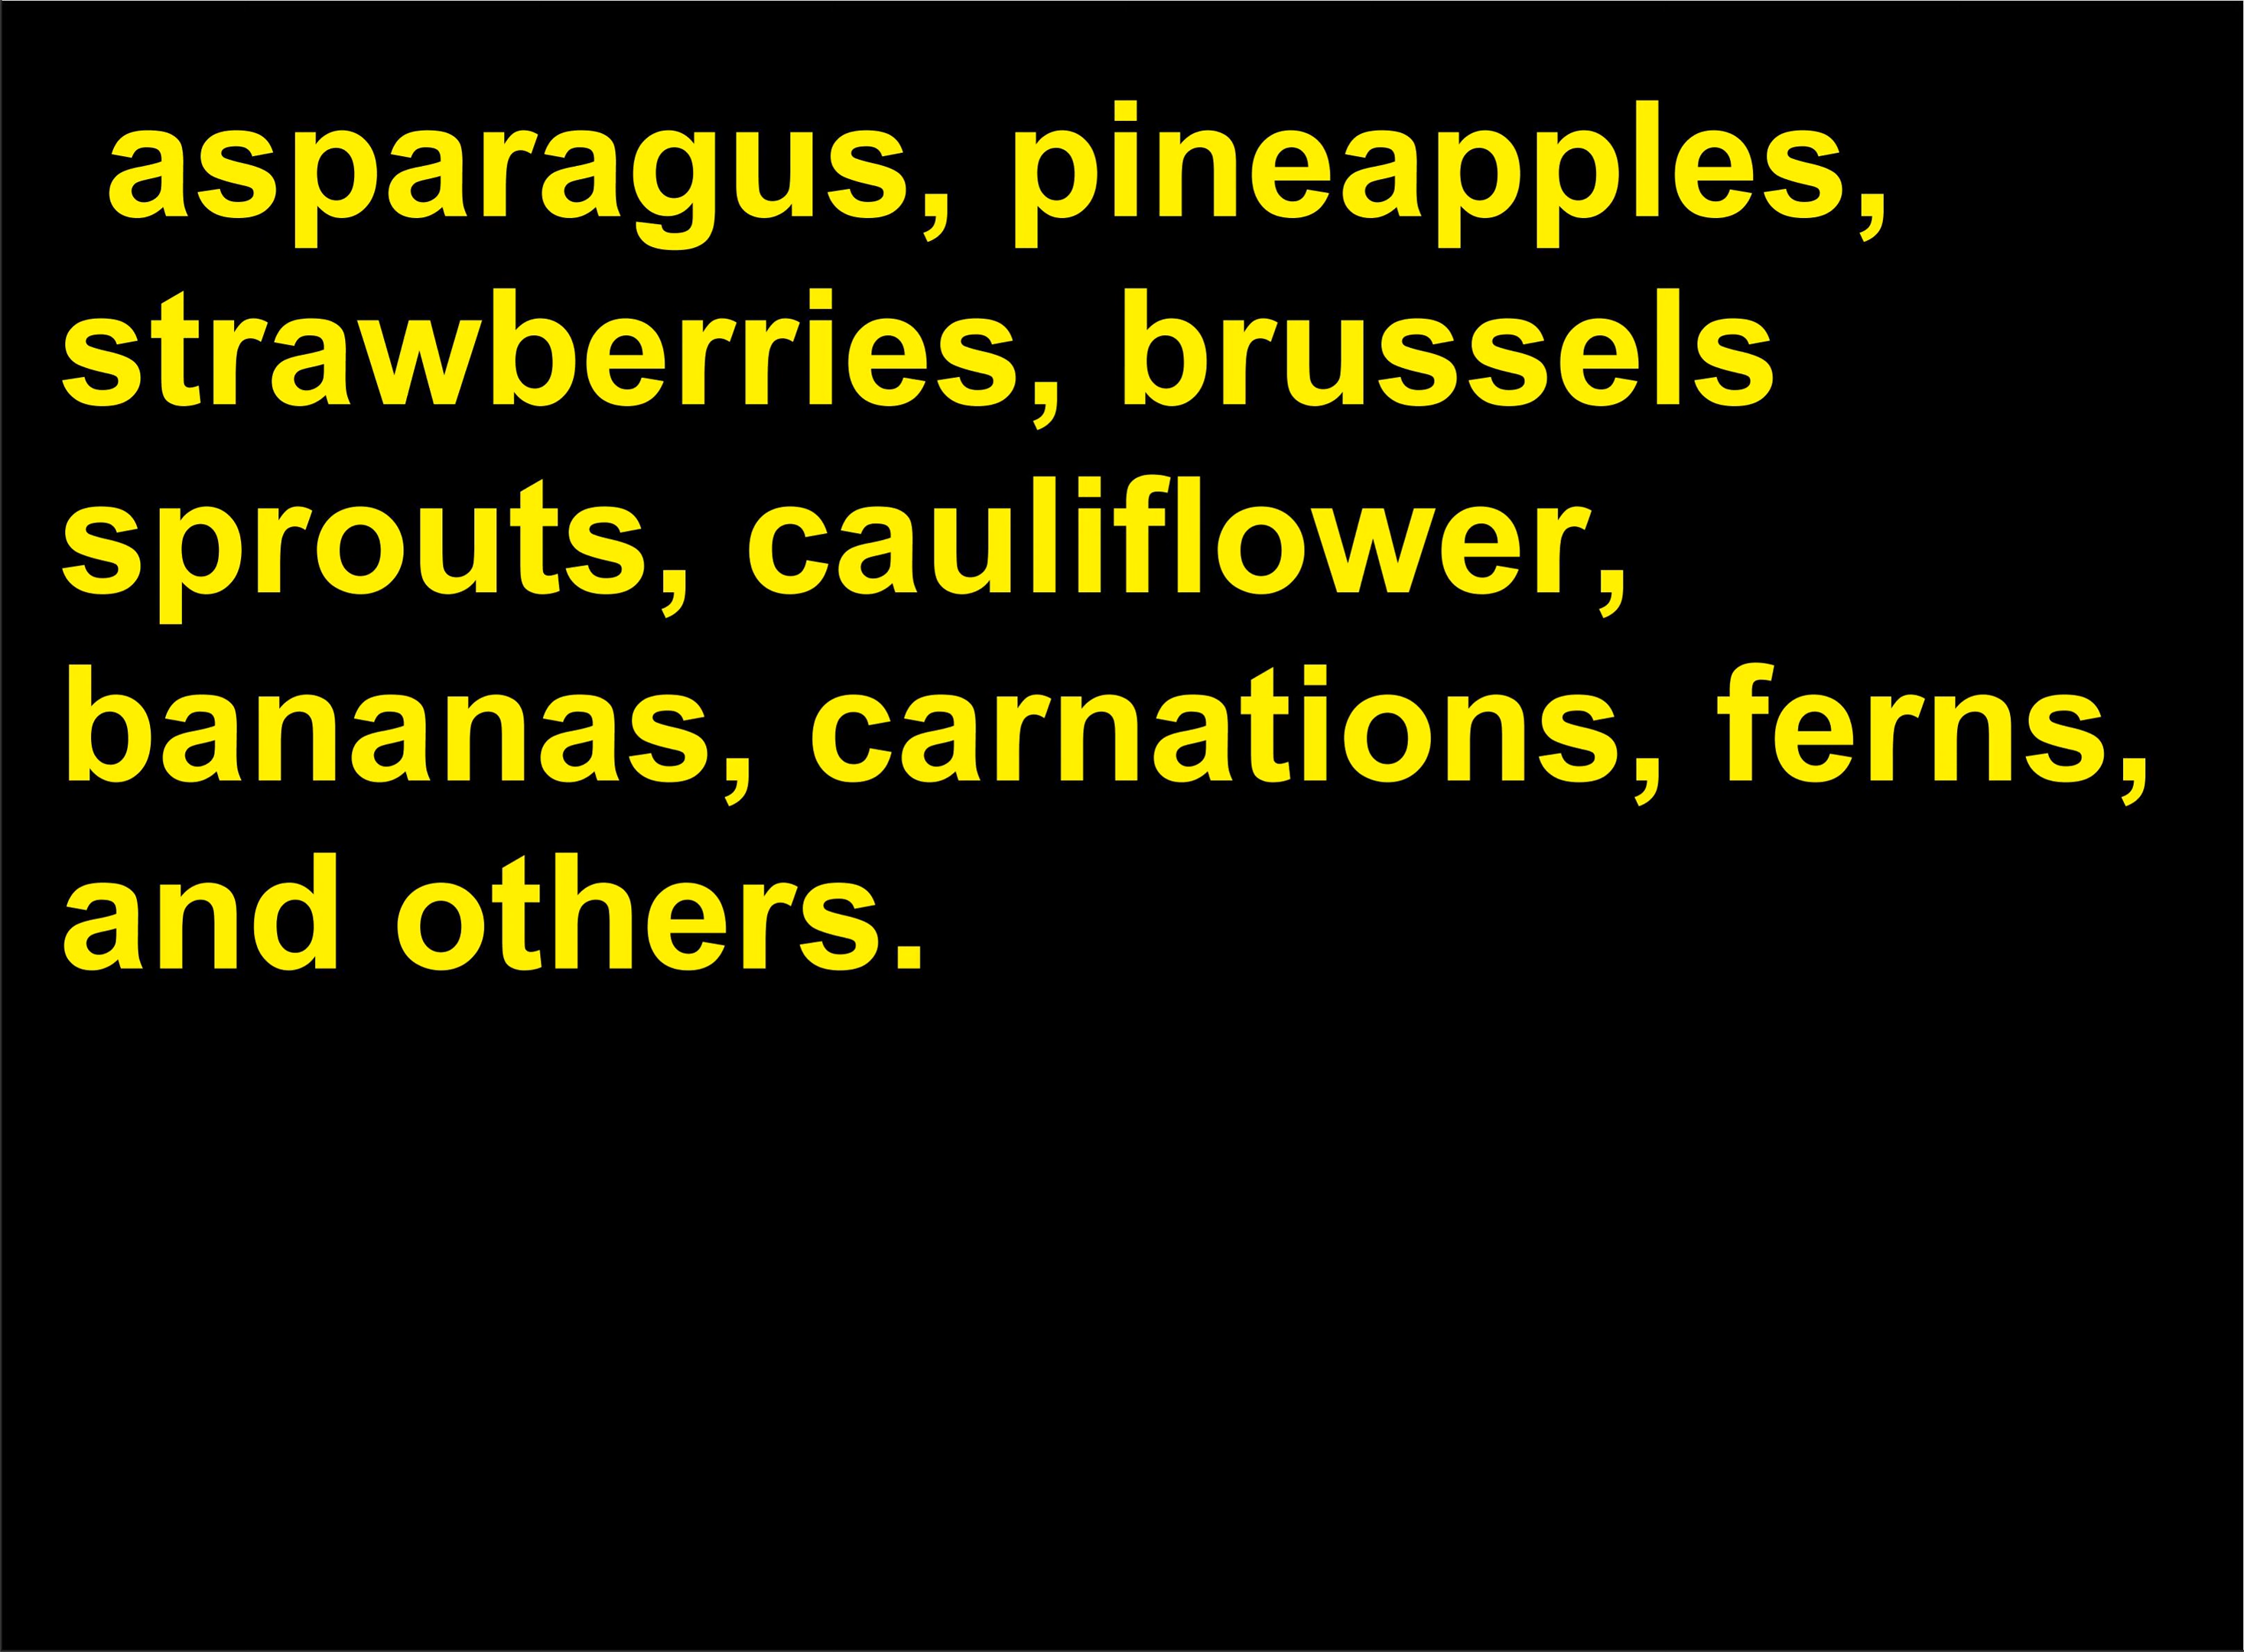 asparagus, pineapples,
strawberries, brussels
sprouts, cauliflower,
bananas, carnations, ferns,
and others.